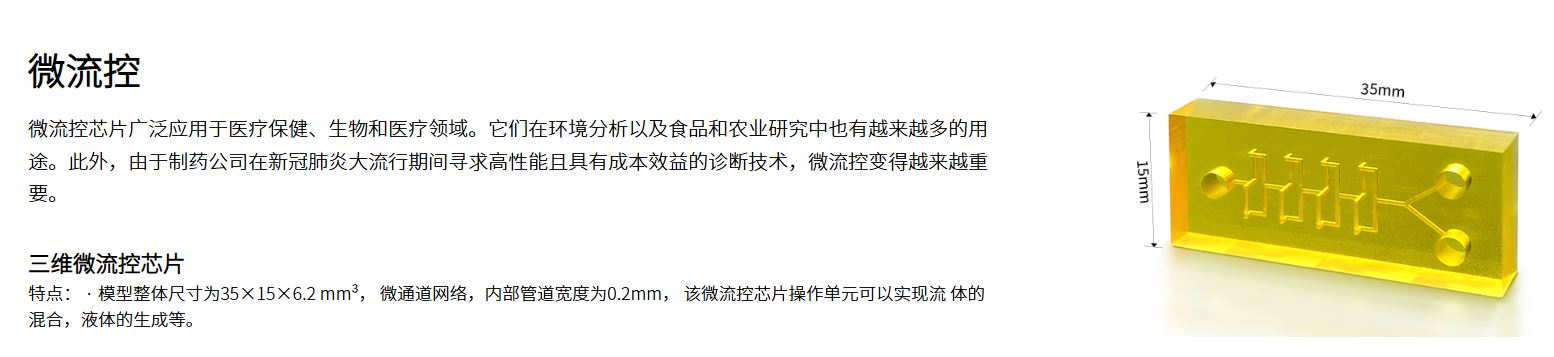 微流控
微流控芯片广泛应用于医疗保健、生物和医疗领域。它们在环境分析以及食品和农业研究中也有越来越多的用
途。此外，由于制药公司在新冠肺炎大流行期间寻求高性能且具有成本效益的诊断技术，微流控变得越来越重
要。
三维微流控芯片
特点： · 模型整体尺寸为35×15×6.2 mm³， 微通道网络，内部管道宽度为0.2mm， 该微流控芯片操作单元可以实现流 体的
混合，液体的生成等。
35mm
15mm